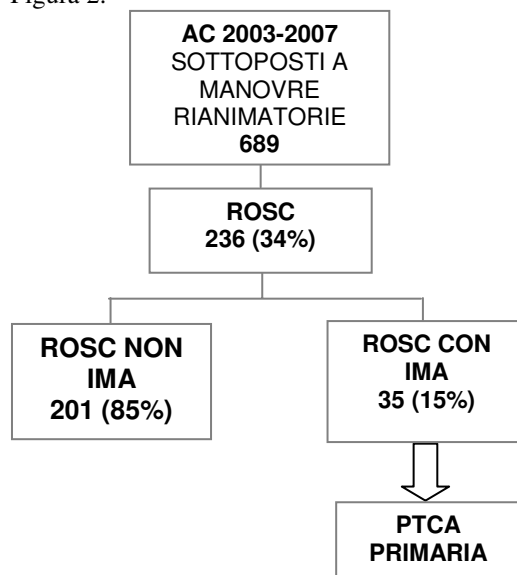 Figura 2.
AC 2003-2007
SOTTOPOSTI A
MANOVRE
RIANIMATORIE
689
ROSC
236 (34%)
ROSC NON
IMA
201 (85%)
ROSC CON
IMA
35 (15%)
PTCA
PRIMARIA